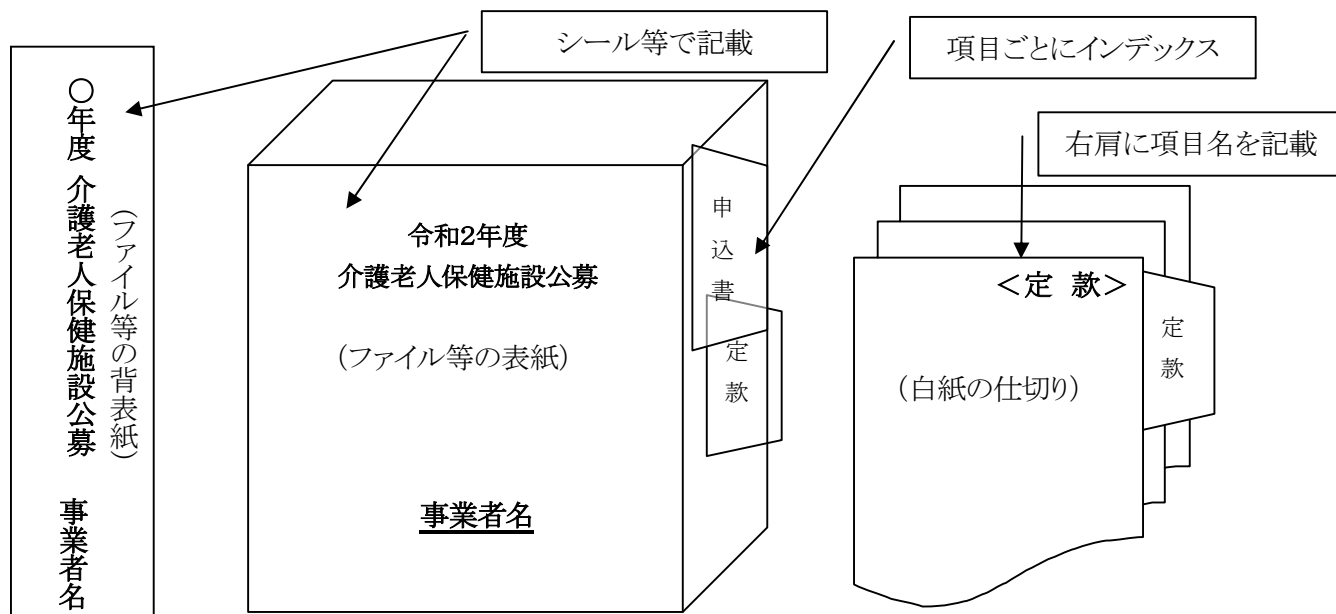 シール等で記載
項目ごとにインデックス
右肩に項目名を記載
○年度 介護老人保健施設公募 事業者名
(ファイル等の背表紙)
令和2年度
介護老人保健施設公募
(ファイル等の表紙)
事業者名
申込書
定款
＜定 款＞
(白紙の仕切り)
定款